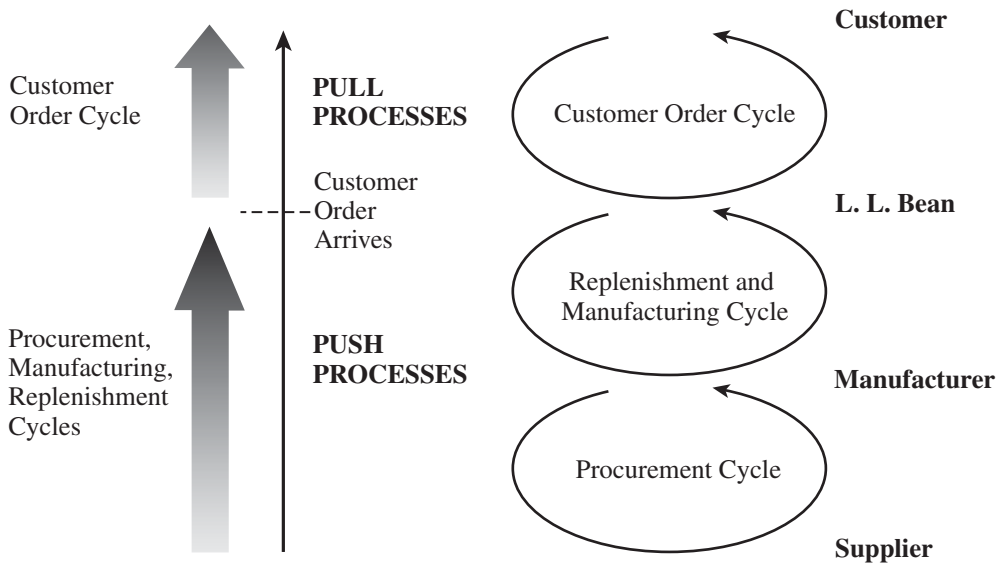 Customer
Order Cycle
PULL
PROCESSES
Customer
Order
Arrives
Procurement,
Manufacturing,
Replenishment
Cycles
PUSH
PROCESSES
Customer
Customer Order Cycle
L. L. Bean
Replenishment and
Manufacturing Cycle
Manufacturer
Procurement Cycle
Supplier